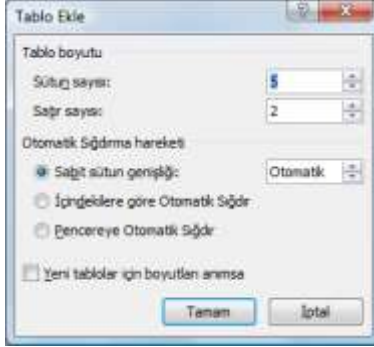 Tablo Ekle
Tablo boyutu
Sütun sayısı: 5
Satır sayısı: 2
Otomatik Sığdırma hareketi
Sabit sütun genişliği: Otomatik
İçindekilere göre Otomatik Sığdır
Pencereye Otomatik Sığdır
Yeni tablolar için boyutları anımsa
Tamam İptal